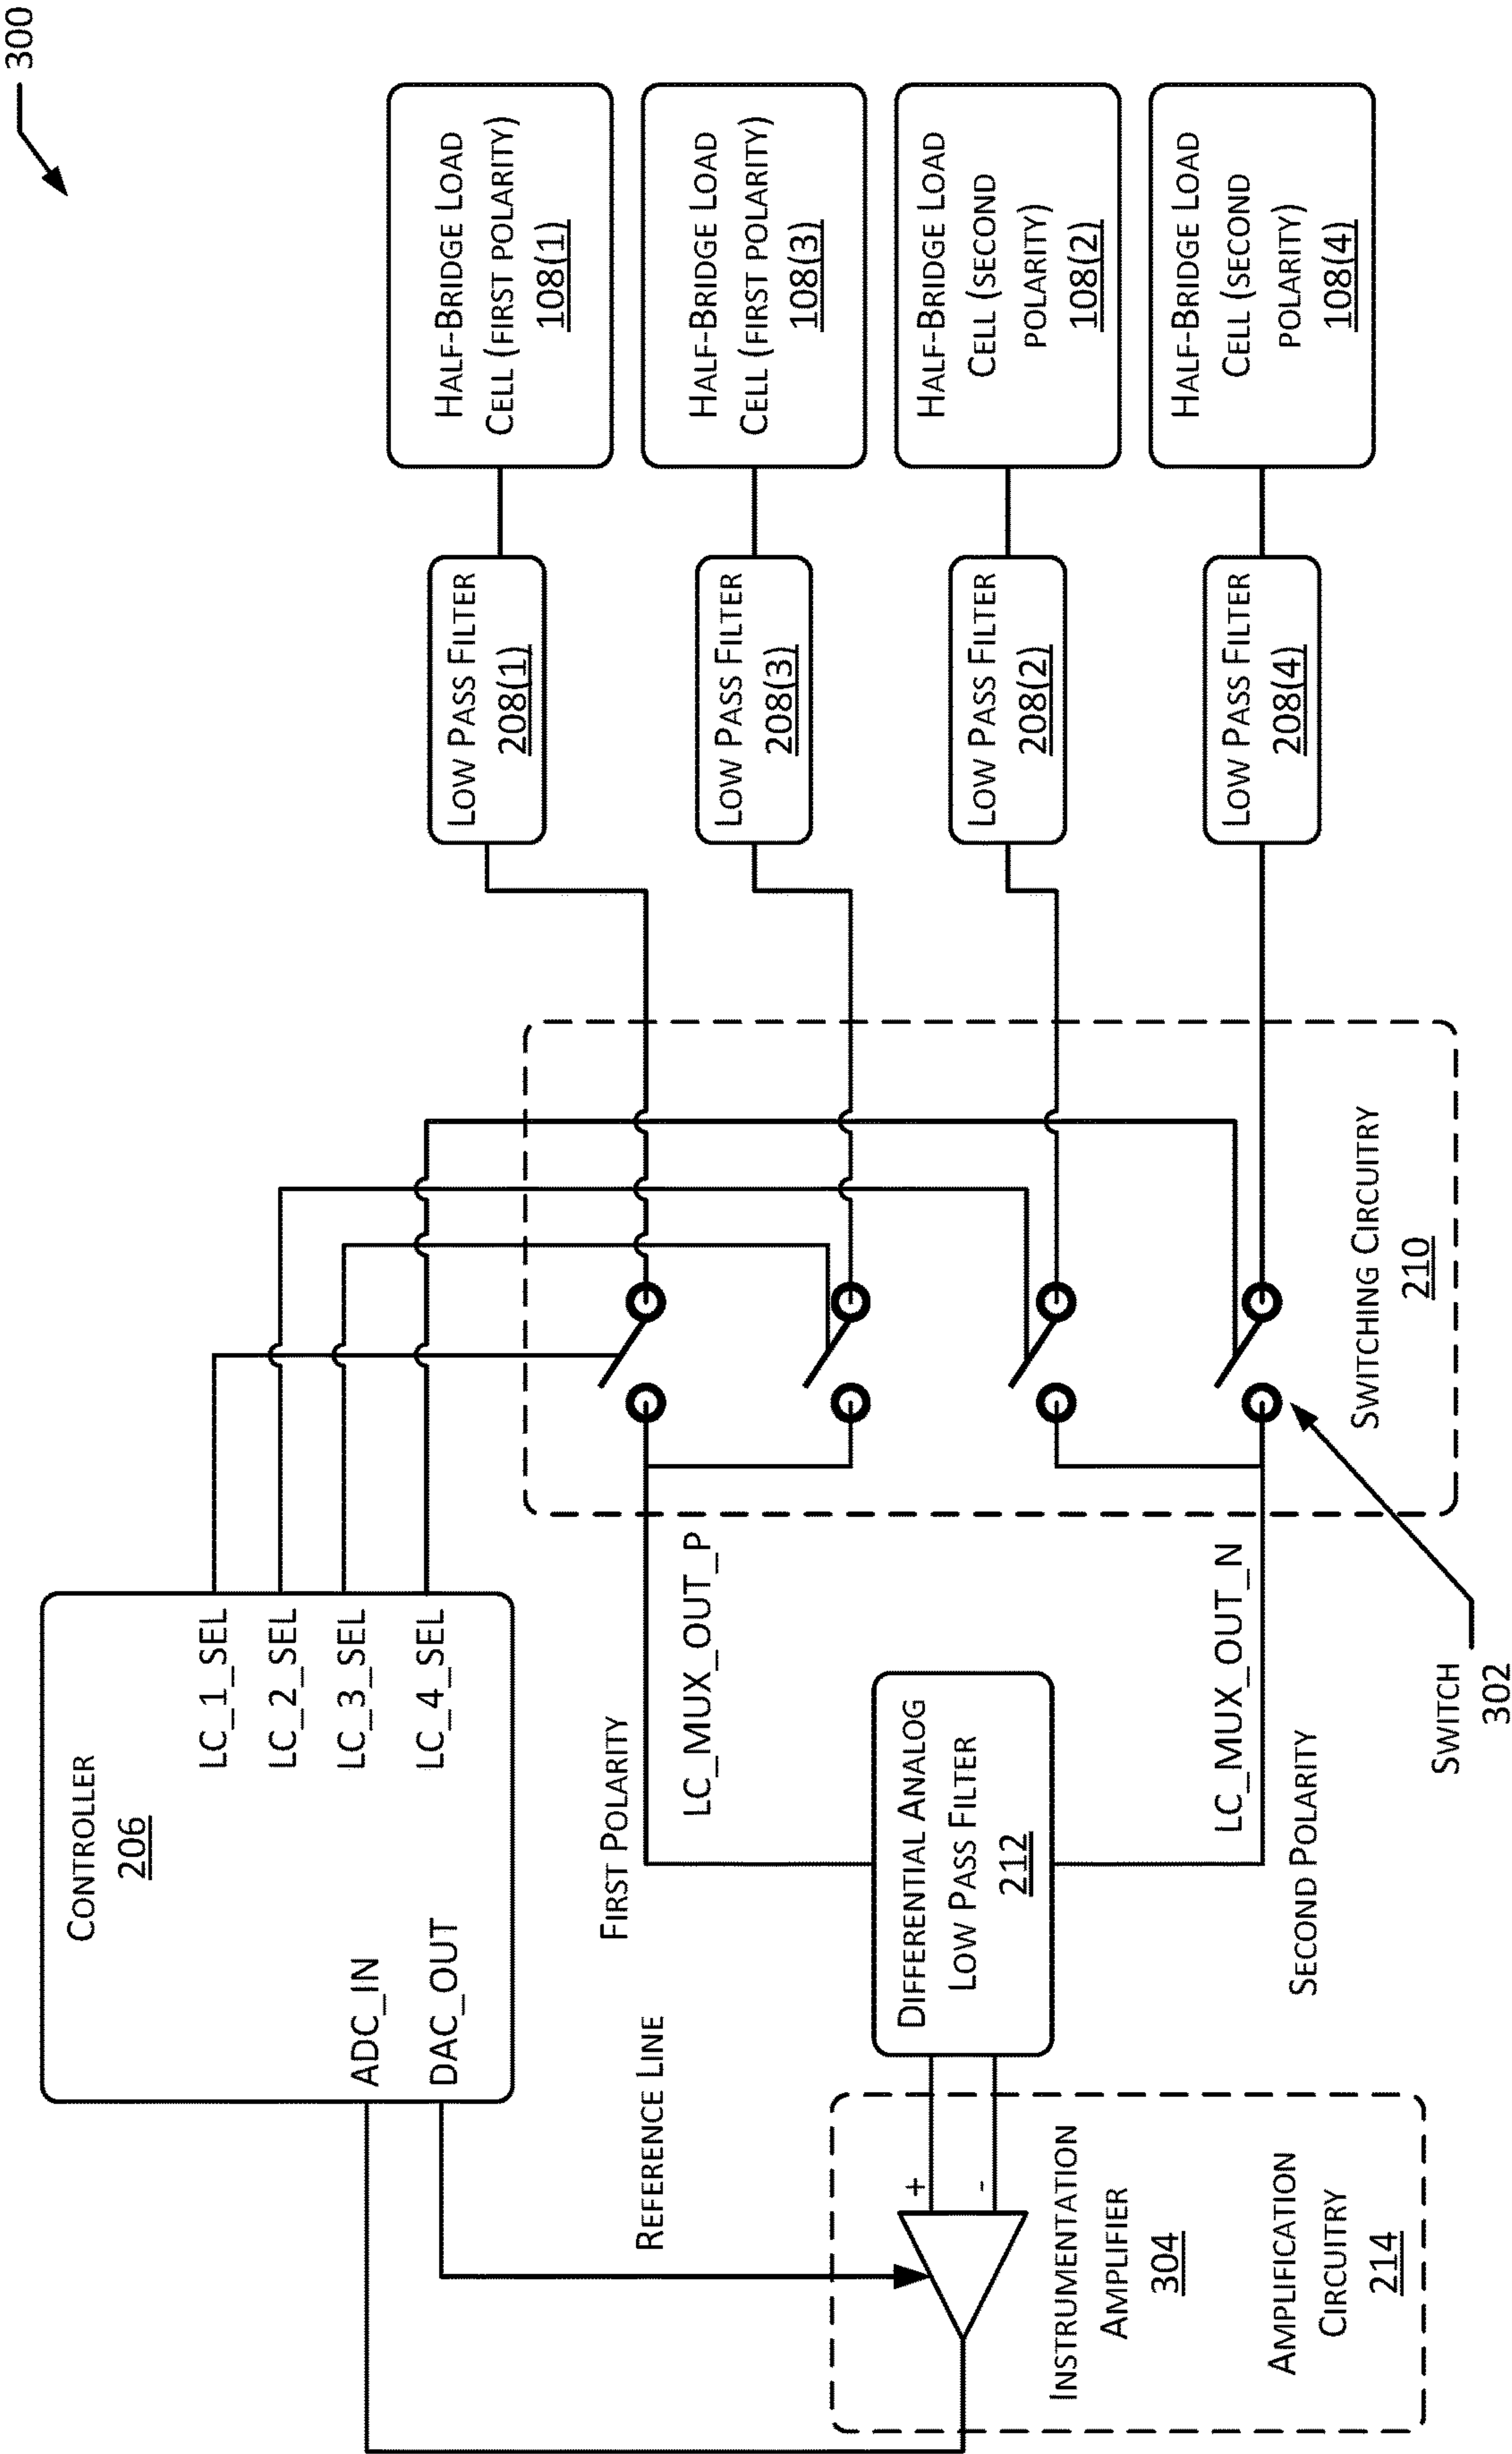 300
CONTROLLER
206
ADC_IN
DAC_OUT
LC_1_SEL
LC_2_SEL
LC_3_SEL
LC_4_SEL
REFERENCE LINE
FIRST POLARITY
LC_MUX_OUT_P
DIFFERENTIAL ANALOG
LOW PASS FILTER
212
LC_MUX_OUT_N
SECOND POLARITY
+
-
INSTRUMENTATION
AMPLIFIER
304
AMPLIFICATION
CIRCUITRY
214
SWITCH
302
SWITCHING CIRCUITRY
210
LOW PASS FILTER
208(1)
LOW PASS FILTER
208(3)
LOW PASS FILTER
208(2)
LOW PASS FILTER
208(4)
HALF-BRIDGE LOAD
CELL (FIRST POLARITY)
108(1)
HALF-BRIDGE LOAD
CELL (FIRST POLARITY)
108(3)
HALF-BRIDGE LOAD
CELL (SECOND
POLARITY)
108(2)
HALF-BRIDGE LOAD
CELL (SECOND
POLARITY)
108(4)